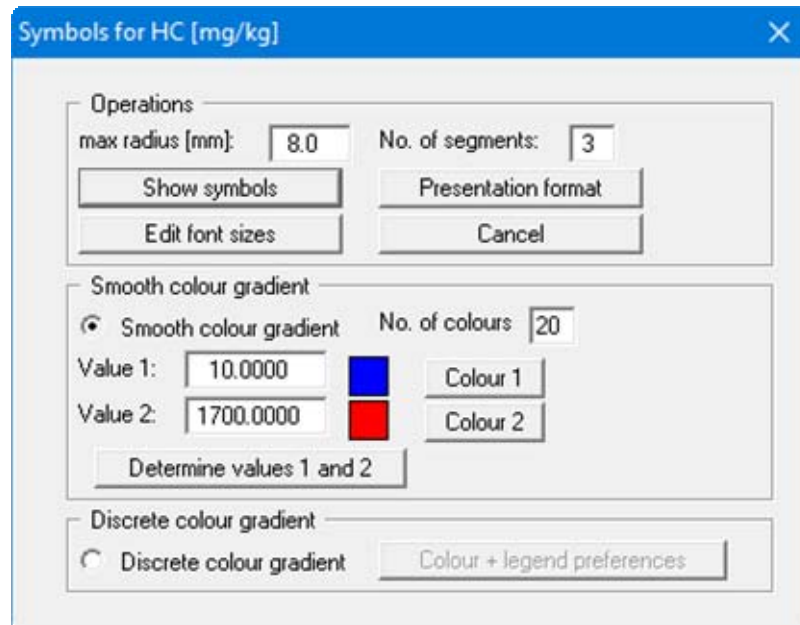 Symbols for HC [mg/kg]
Operations
max radius [mm]: 8.0 No. of segments: 3
Show symbols Presentation format
Edit font sizes Cancel
Smooth colour gradient
Smooth colour gradient No. of colours 20
Value 1: 10.0000 Colour 1
Value 2: 1700.0000 Colour 2
Determine values 1 and 2
Discrete colour gradient
Discrete colour gradient Colour + legend preferences